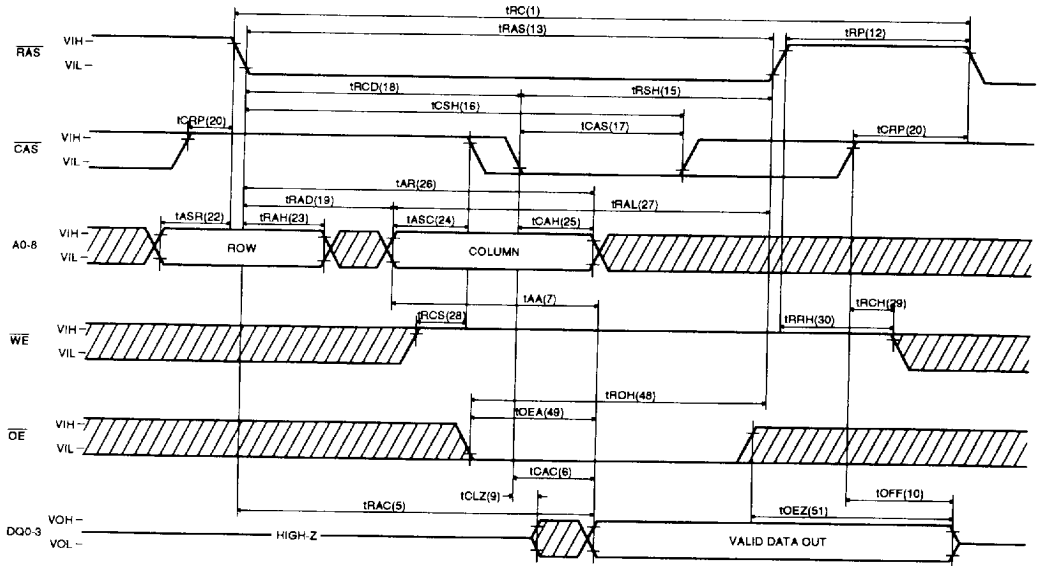 tRC(1)
tRAS(13)
tRP(12)
RAS
VIH
VIL
tRCD(18)
tRSH(15)
tCSH(16)
tCRP(20)
tCAS(17)
tCRP(20)
CAS
VIH
VIL
tAR(26)
tRAD(19)
tRAL(27)
tASR(22)
tRAH(23)
tASC(24)
tCAH(25)
A0-8
VIH
VIL
ROW
COLUMN
tAA(7)
tRCS(28)
tRCH(29)
tRRH(30)
WE
VIH
VIL
tROH(48)
tOEA(49)
OE
VIH
VIL
tCAC(6)
tCLZ(9)
tOFF(10)
tRAC(5)
tOEZ(51)
DQ0-3
VOH
VOL
HIGH-Z
VALID DATA OUT